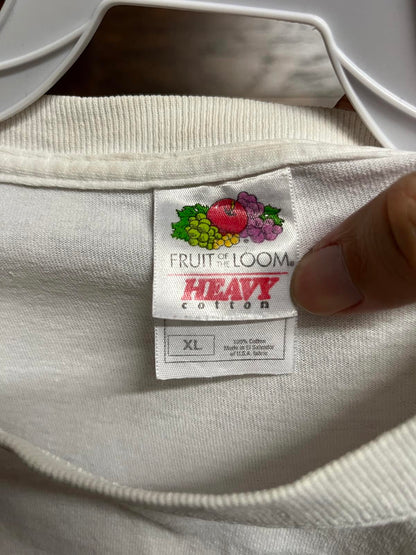 FRUIT OF THE LOOM®
HEAVY
cotton
XL
100% Cotton
Made in El Salvador
of U.S.A. fabric